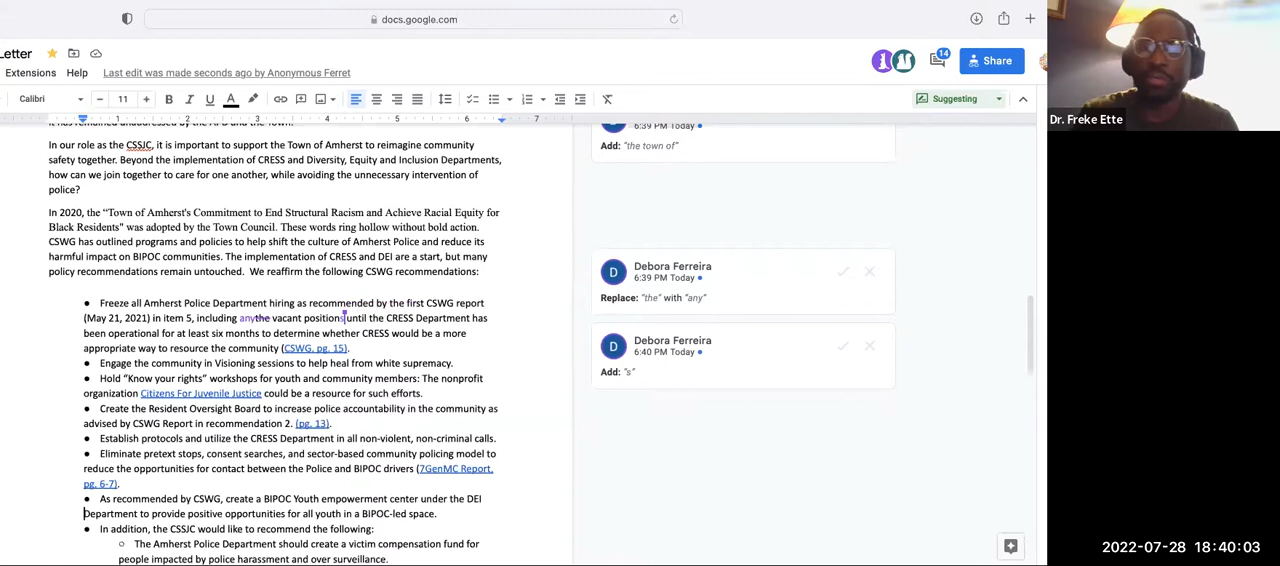 docs.google.com
Letter
Extensions Help Last edit was made seconds ago by Anonymous Ferret
14
Share
Calibri 11 B I U A
Suggesting
1 2 3 4 5 6 7
it has remained unaddressed by the APD and the Town.
In our role as the CSSJC, it is important to support the Town of Amherst to reimagine community
safety together. Beyond the implementation of CRESS and Diversity, Equity and Inclusion Departments,
how can we join together to care for one another, while avoiding the unnecessary intervention of
police?
In 2020, the “Town of Amherst's Commitment to End Structural Racism and Achieve Racial Equity for
Black Residents" was adopted by the Town Council. These words ring hollow without bold action.
CSWG has outlined programs and policies to help shift the culture of Amherst Police and reduce its
harmful impact on BIPOC communities. The implementation of CRESS and DEI are a start, but many
policy recommendations remain untouched. We reaffirm the following CSWG recommendations:
● Freeze all Amherst Police Department hiring as recommended by the first CSWG report
(May 21, 2021) in item 5, including anythe vacant positions until the CRESS Department has
been operational for at least six months to determine whether CRESS would be a more
appropriate way to resource the community (CSWG, pg. 15).
● Engage the community in Visioning sessions to help heal from white supremacy.
● Hold “Know your rights” workshops for youth and community members: The nonprofit
organization Citizens For Juvenile Justice could be a resource for such efforts.
● Create the Resident Oversight Board to increase police accountability in the community as
advised by CSWG Report in recommendation 2. (pg. 13).
● Establish protocols and utilize the CRESS Department in all non-violent, non-criminal calls.
● Eliminate pretext stops, consent searches, and sector-based community policing model to
reduce the opportunities for contact between the Police and BIPOC drivers (7GenMC Report,
pg. 6-7).
● As recommended by CSWG, create a BIPOC Youth empowerment center under the DEI
Department to provide positive opportunities for all youth in a BIPOC-led space.
● In addition, the CSSJC would like to recommend the following:
○ The Amherst Police Department should create a victim compensation fund for
people impacted by police harassment and over surveillance.
6:39 PM Today
Add: “the town of”
D
Debora Ferreira
6:39 PM Today
Replace: “the” with “any”
D
Debora Ferreira
6:40 PM Today
Add: “s”
Dr. Freke Ette
2022-07-28 18:40:03